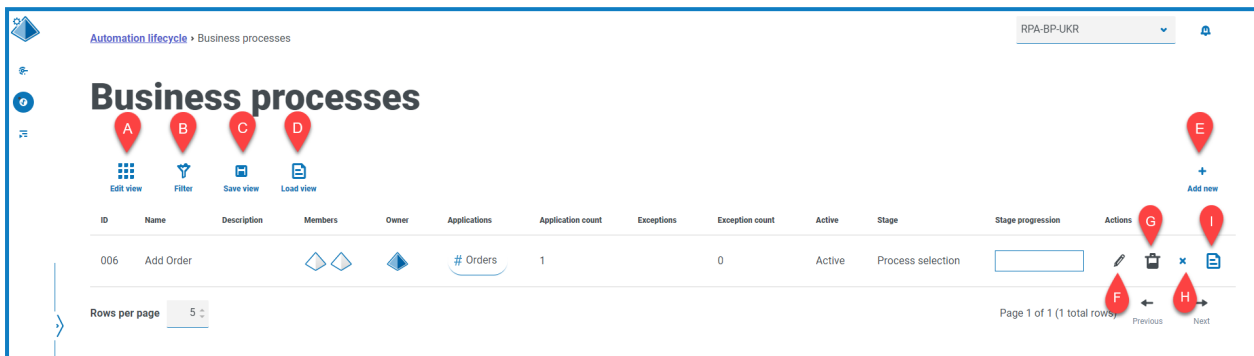 RPA-BP-UKR
Automation lifecycle › Business processes
Business processes
A B C D E
Edit view Filter Save view Load view Add new
ID Name Description Members Owner Applications Application count Exceptions Exception count Active Stage Stage progression Actions
G I
006 Add Order # Orders 1 0 Active Process selection
F H
Rows per page 5 Page 1 of 1 (1 total rows) Previous Next